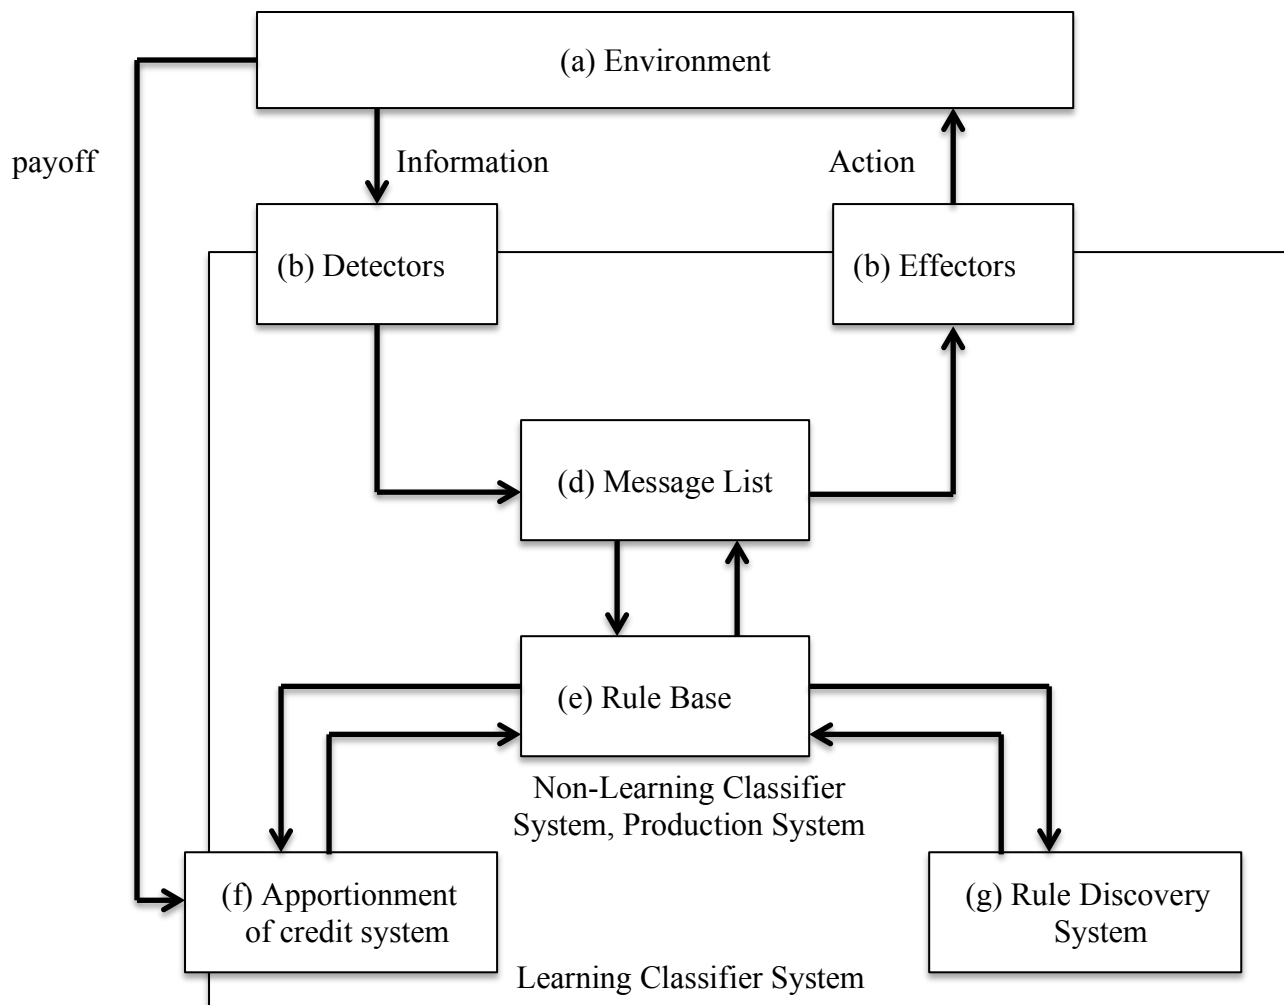 (a) Environment
payoff
Information
Action
(b) Detectors
(b) Effectors
(d) Message List
(e) Rule Base
Non-Learning Classifier
System, Production System
(f) Apportionment
of credit system
(g) Rule Discovery
System
Learning Classifier System